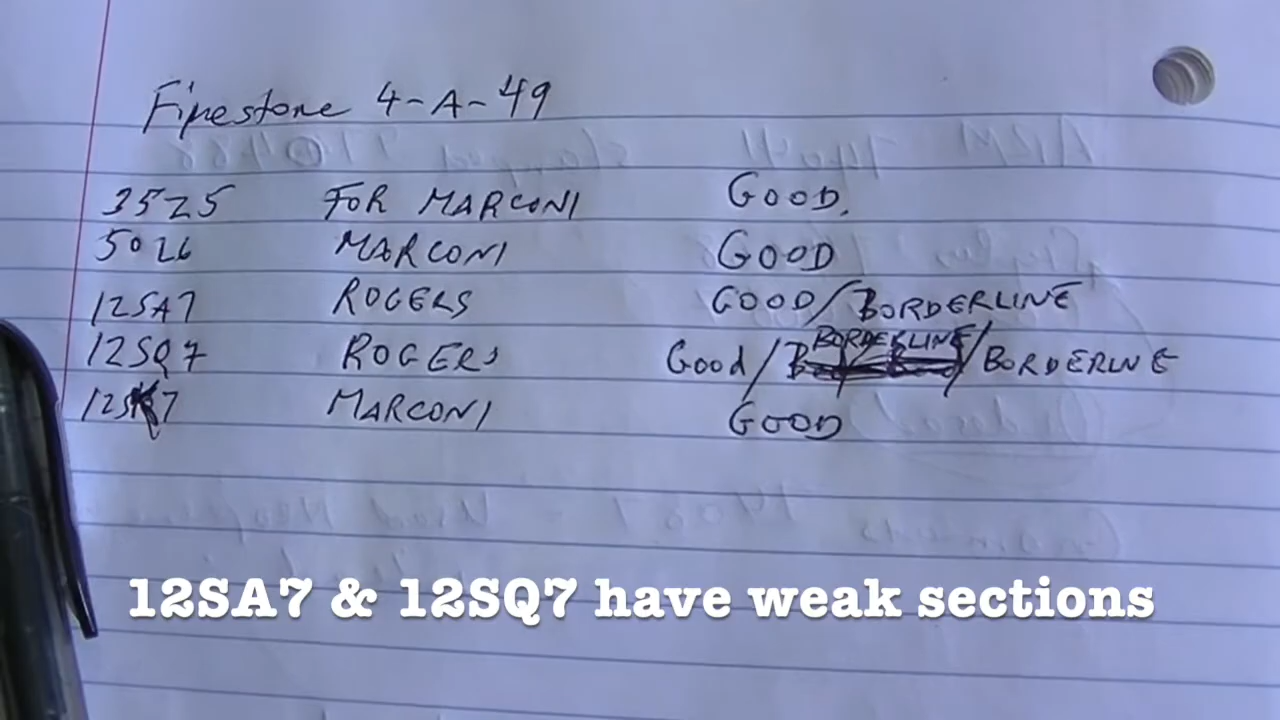 Firestone 4-A-49
35Z5 FOR MARCONI GOOD.
50L6 MARCONI GOOD
12SA7 ROGERS GOOD/BORDERLINE
12SQ7 ROGERS Good/BORDERLINE/BORDERLINE
12SK7 MARCONI GOOD
12SA7 & 12SQ7 have weak sections